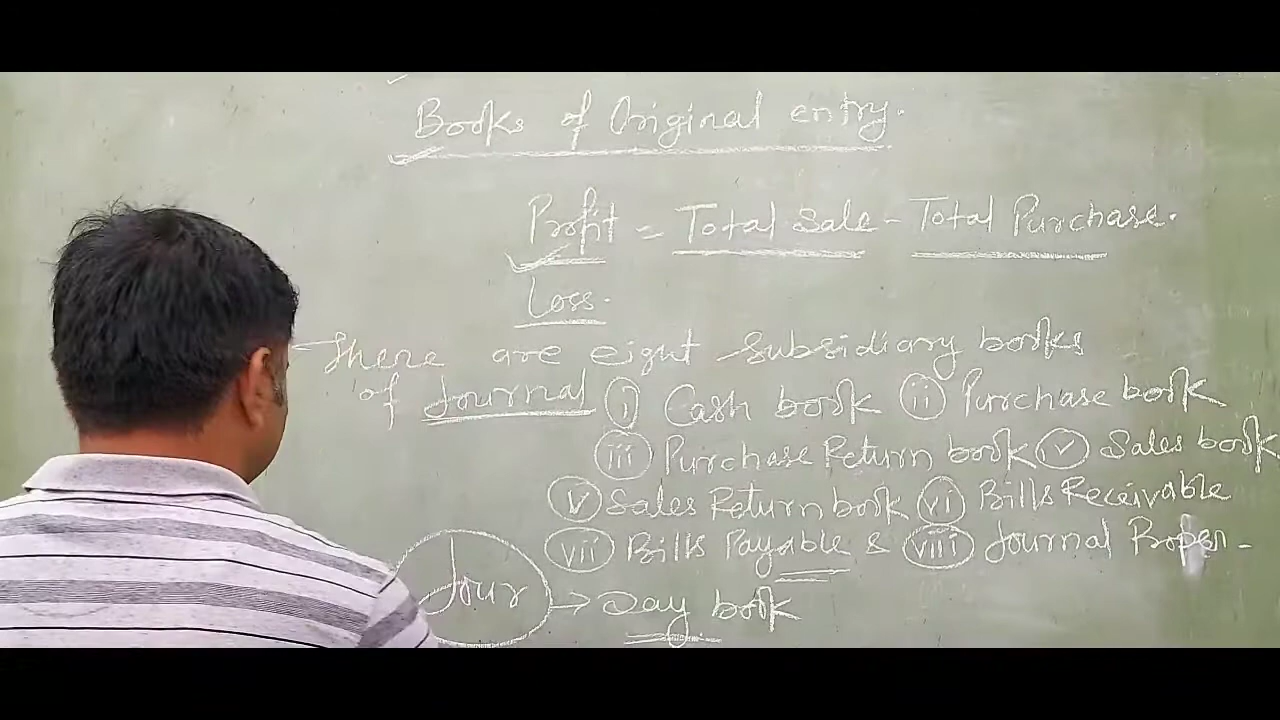 Books of Original entry.
Profit = Total Sale - Total Purchase.
Loss.
There are eight subsidiary books
of Journal (i) Cash book (ii) Purchase book
(iii) Purchase Return book (v) Sales book
(v) Sales Return book (vi) Bills Receivable
(vii) Bills Payable & (viii) Journal Proper -
Jour → Day book